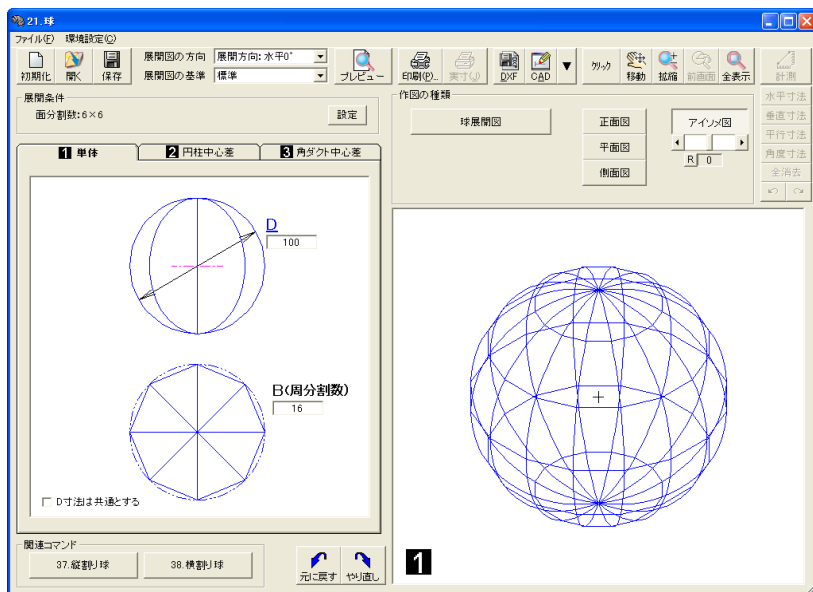 21.球
ファイル(F) 環境設定(C)
初期化 開く 保存 展開図の方向 展開方向:水平0° 展開図の基準 標準 プレビュー 印刷(P).. 実寸(J) DXF CAD ▼ クリック 移動 拡縮 前画面 全表示 計測
展開条件
面分割数:6×6 設定
作図の種類
球展開図 正面図 アイソメ図
平面図
R 0
側面図
水平寸法
垂直寸法
平行寸法
角度寸法
全消去
1 単体 2 円柱中心差 3 角ダクト中心差
D
100
B(周分割数)
16
D寸法は共通とする
関連コマンド
37.縦割り球 38.横割り球
元に戻す やり直し
1